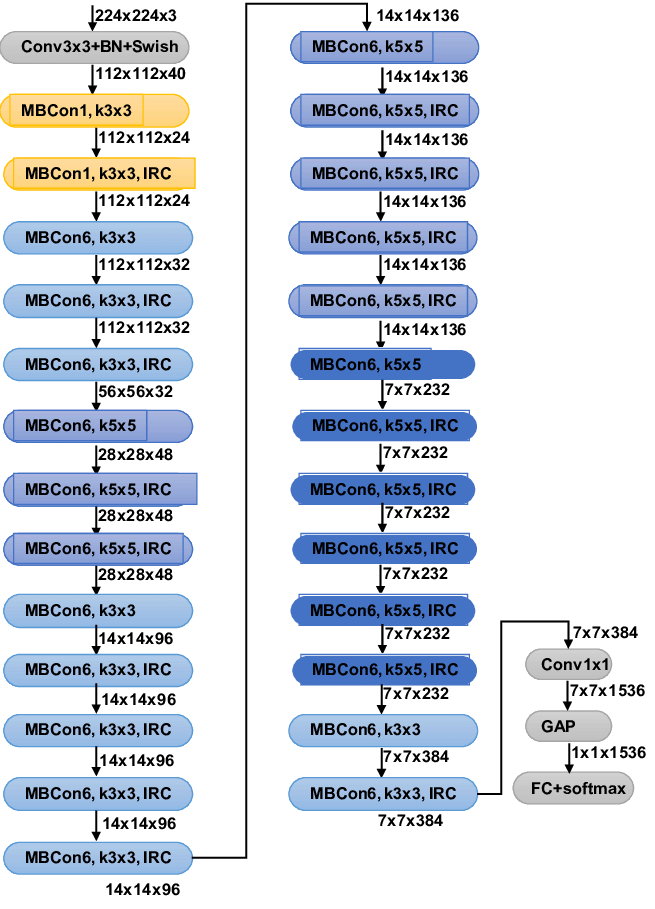 224x224x3
Conv3x3+BN+Swish
112x112x40
MBCon1, k3x3
112x112x24
MBCon1, k3x3, IRC
112x112x24
MBCon6, k3x3
112x112x32
MBCon6, k3x3, IRC
112x112x32
MBCon6, k3x3, IRC
56x56x32
MBCon6, k5x5
28x28x48
MBCon6, k5x5, IRC
28x28x48
MBCon6, k5x5, IRC
28x28x48
MBCon6, k3x3
14x14x96
MBCon6, k3x3, IRC
14x14x96
MBCon6, k3x3, IRC
14x14x96
MBCon6, k3x3, IRC
14x14x96
MBCon6, k3x3, IRC
14x14x96
14x14x136
MBCon6, k5x5
14x14x136
MBCon6, k5x5, IRC
14x14x136
MBCon6, k5x5, IRC
14x14x136
MBCon6, k5x5, IRC
14x14x136
MBCon6, k5x5, IRC
14x14x136
MBCon6, k5x5
7x7x232
MBCon6, k5x5, IRC
7x7x232
MBCon6, k5x5, IRC
7x7x232
MBCon6, k5x5, IRC
7x7x232
MBCon6, k5x5, IRC
7x7x232
MBCon6, k5x5, IRC
7x7x232
MBCon6, k3x3
7x7x384
MBCon6, k3x3, IRC
7x7x384
7x7x384
Conv1x1
7x7x1536
GAP
1x1x1536
FC+softmax